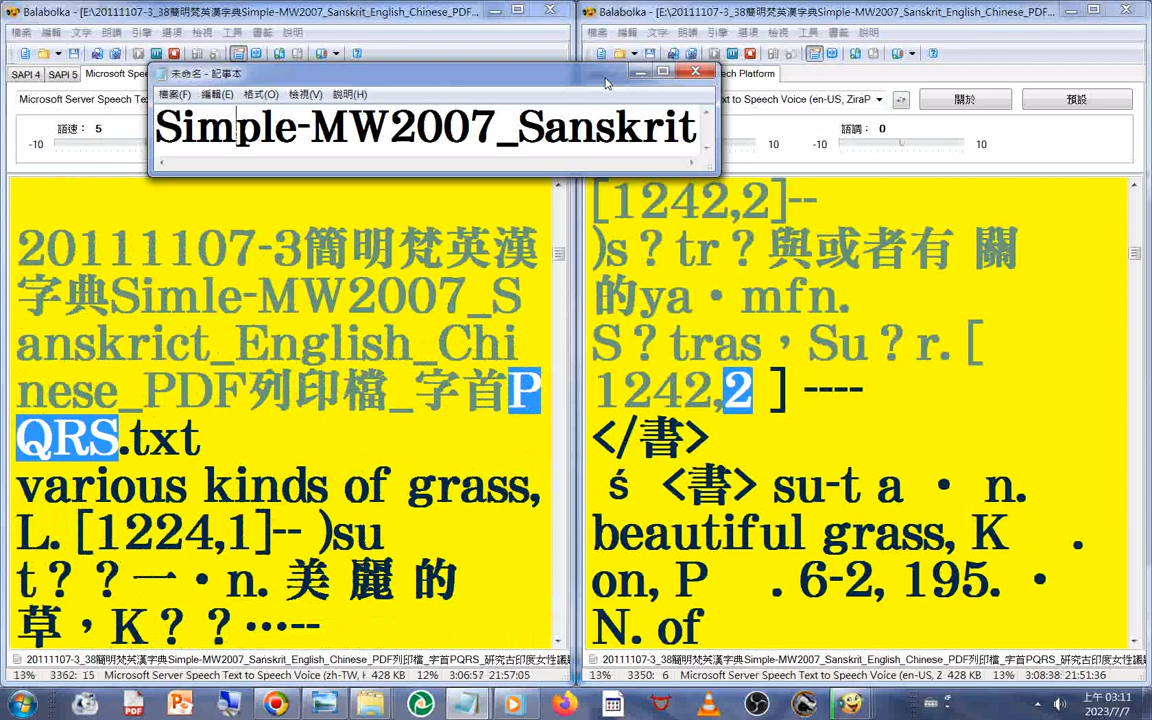 Balabolka - [E:\20111107-3_38簡明梵英漢字典Simple-MW2007_Sanskrit_English_Chinese_PDF...
檔案 編輯 文字 朗讀 引擎 選項 檢視 工具 書籤 說明
SAPI 4 SAPI 5 Microsoft Speech
Microsoft Server Speech Text
語速： 5
-10
20111107-3簡明梵英漢
字典Simle-MW2007_S
anskrict_English_Chi
nese_PDF列印檔_字首P
QRS.txt
various kinds of grass,
L. [1224,1]-- )su
t？？一・n. 美 麗 的
草，K？？…--
20111107-3_38簡明梵英漢字典Simple-MW2007_Sanskrit_English_Chinese_PDF列印檔_字首PQRS_研究古印度女性議
13% 3362: 15 Microsoft Server Speech Text to Speech Voice (zh-TW, H 428 KB 12% 3:06:57 21:57:05
未命名 - 記事本
檔案(F) 編輯(E) 格式(O) 檢視(V) 說明(H)
Simple-MW2007_Sanskrit
Balabolka - [E:\20111107-3_38簡明梵英漢字典Simple-MW2007_Sanskrit_English_Chinese_PDF...
檔案 編輯 文字 朗讀 引擎 選項 檢視 工具 書籤 說明
ech Platform
t to Speech Voice (en-US, ZiraP 關於 預設
語調： 0
10 -10 10
[1242,2]--
)s？tr？與或者有 關
的ya・mfn.
S？tras，Su？r. [
1242,2 ] ----
</書>
ś <書> su-t a ・ n.
beautiful grass, K .
on, P . 6-2, 195. ・
N. of
20111107-3_38簡明梵英漢字典Simple-MW2007_Sanskrit_English_Chinese_PDF列印檔_字首PQRS_研究古印度女性議
13% 3350: 6 Microsoft Server Speech Text to Speech Voice (en-US, Z 428 KB 13% 3:08:38 21:51:36
上午 03:11
2023/7/7